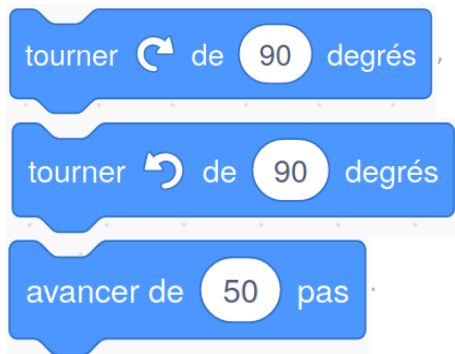 tourner de 90 degrés ,
tourner de 90 degrés
avancer de 50 pas .